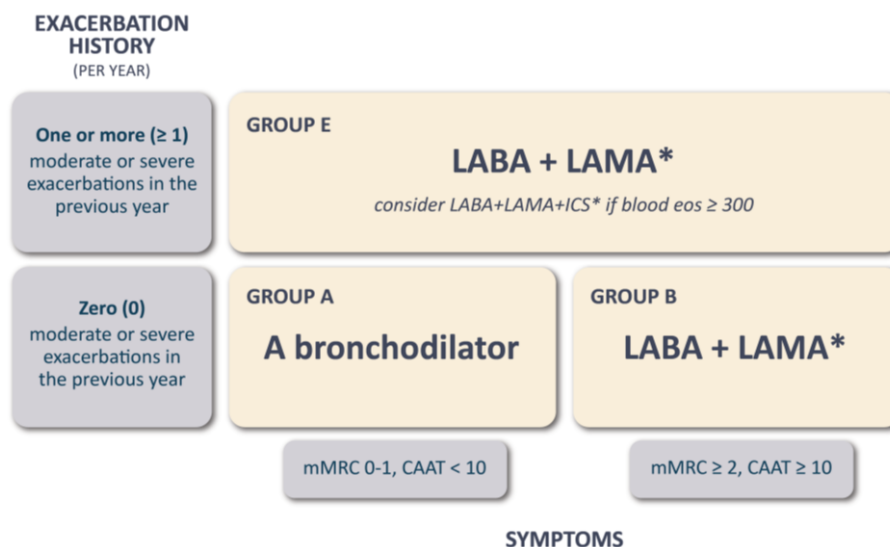 EXACERBATION
HISTORY
(PER YEAR)
One or more (≥ 1)
moderate or severe
exacerbations in the
previous year
GROUP E
LABA + LAMA*
consider LABA+LAMA+ICS* if blood eos ≥ 300
Zero (0)
moderate or severe
exacerbations in
the previous year
GROUP A
A bronchodilator
GROUP B
LABA + LAMA*
mMRC 0-1, CAAT < 10
mMRC ≥ 2, CAAT ≥ 10
SYMPTOMS